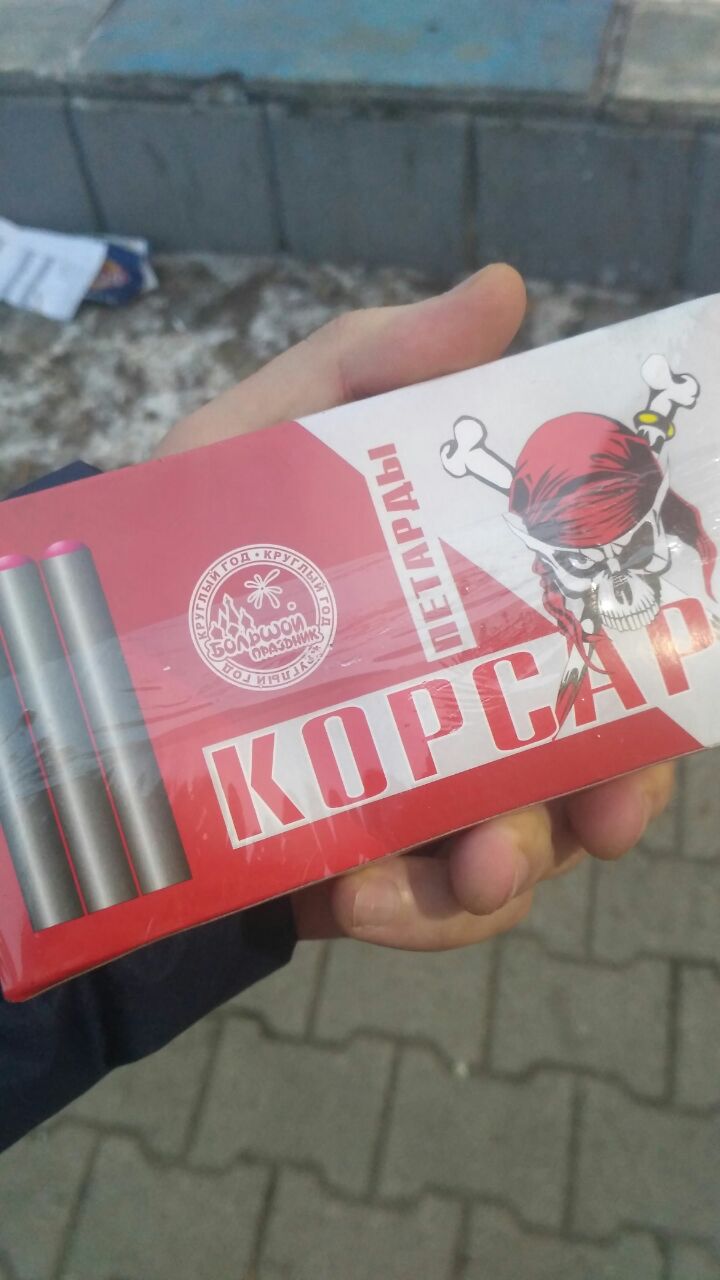 КРУГЛЫЙ ГОД • КРУГЛЫЙ ГОД
КРУГЛЫЙ ГОД
БОЛЬШОЙ
ПРАЗДНИК
ПЕТАРДЫ
КОРСАР